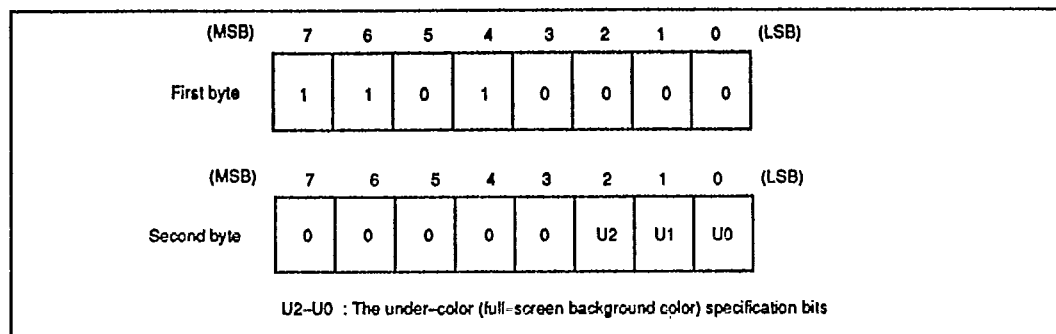 (MSB) 7 6 5 4 3 2 1 0 (LSB)
First byte 1 1 0 1 0 0 0 0
(MSB) 7 6 5 4 3 2 1 0 (LSB)
Second byte 0 0 0 0 0 U2 U1 U0
U2–U0 : The under–color (full–screen background color) specification bits